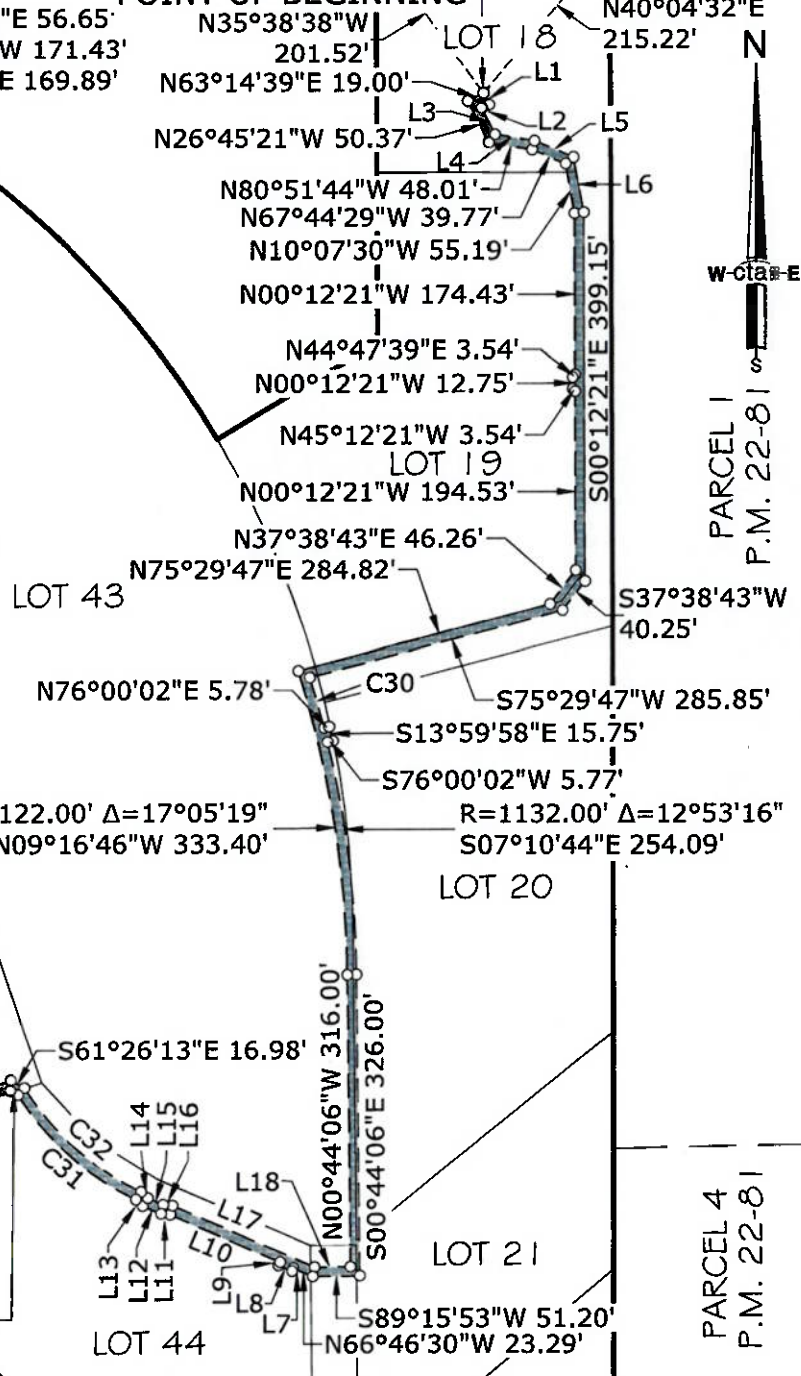 POINT OF BEGINNING
"E 56.65'
W 171.43'
E 169.89'
N35°38'38"W
201.52'
LOT 18
N40°04'32"E
215.22'
N
N63°14'39"E 19.00'
L1
L3
L2
L5
N26°45'21"W 50.37'
L4
N80°51'44"W 48.01'
L6
N67°44'29"W 39.77'
N10°07'30"W 55.19'
W
E
S
N00°12'21"W 174.43'
S00°12'21"E 399.15'
N44°47'39"E 3.54'
N00°12'21"W 12.75'
N45°12'21"W 3.54'
LOT 19
PARCEL 1
P.M. 22-81
N00°12'21"W 194.53'
N37°38'43"E 46.26'
N75°29'47"E 284.82'
LOT 43
S37°38'43"W
40.25'
N76°00'02"E 5.78'
C30
S75°29'47"W 285.85'
S13°59'58"E 15.75'
S76°00'02"W 5.77'
122.00' Δ=17°05'19"
N09°16'46"W 333.40'
R=1132.00' Δ=12°53'16"
S07°10'44"E 254.09'
LOT 20
N00°44'06"W 316.00'
S00°44'06"E 326.00'
S61°26'13"E 16.98'
C32
C31
L14
L15
L16
L18
L17
L10
L13
L12
L11
L9
L8
L7
LOT 21
S89°15'53"W 51.20'
N66°46'30"W 23.29'
LOT 44
PARCEL 4
P.M. 22-81